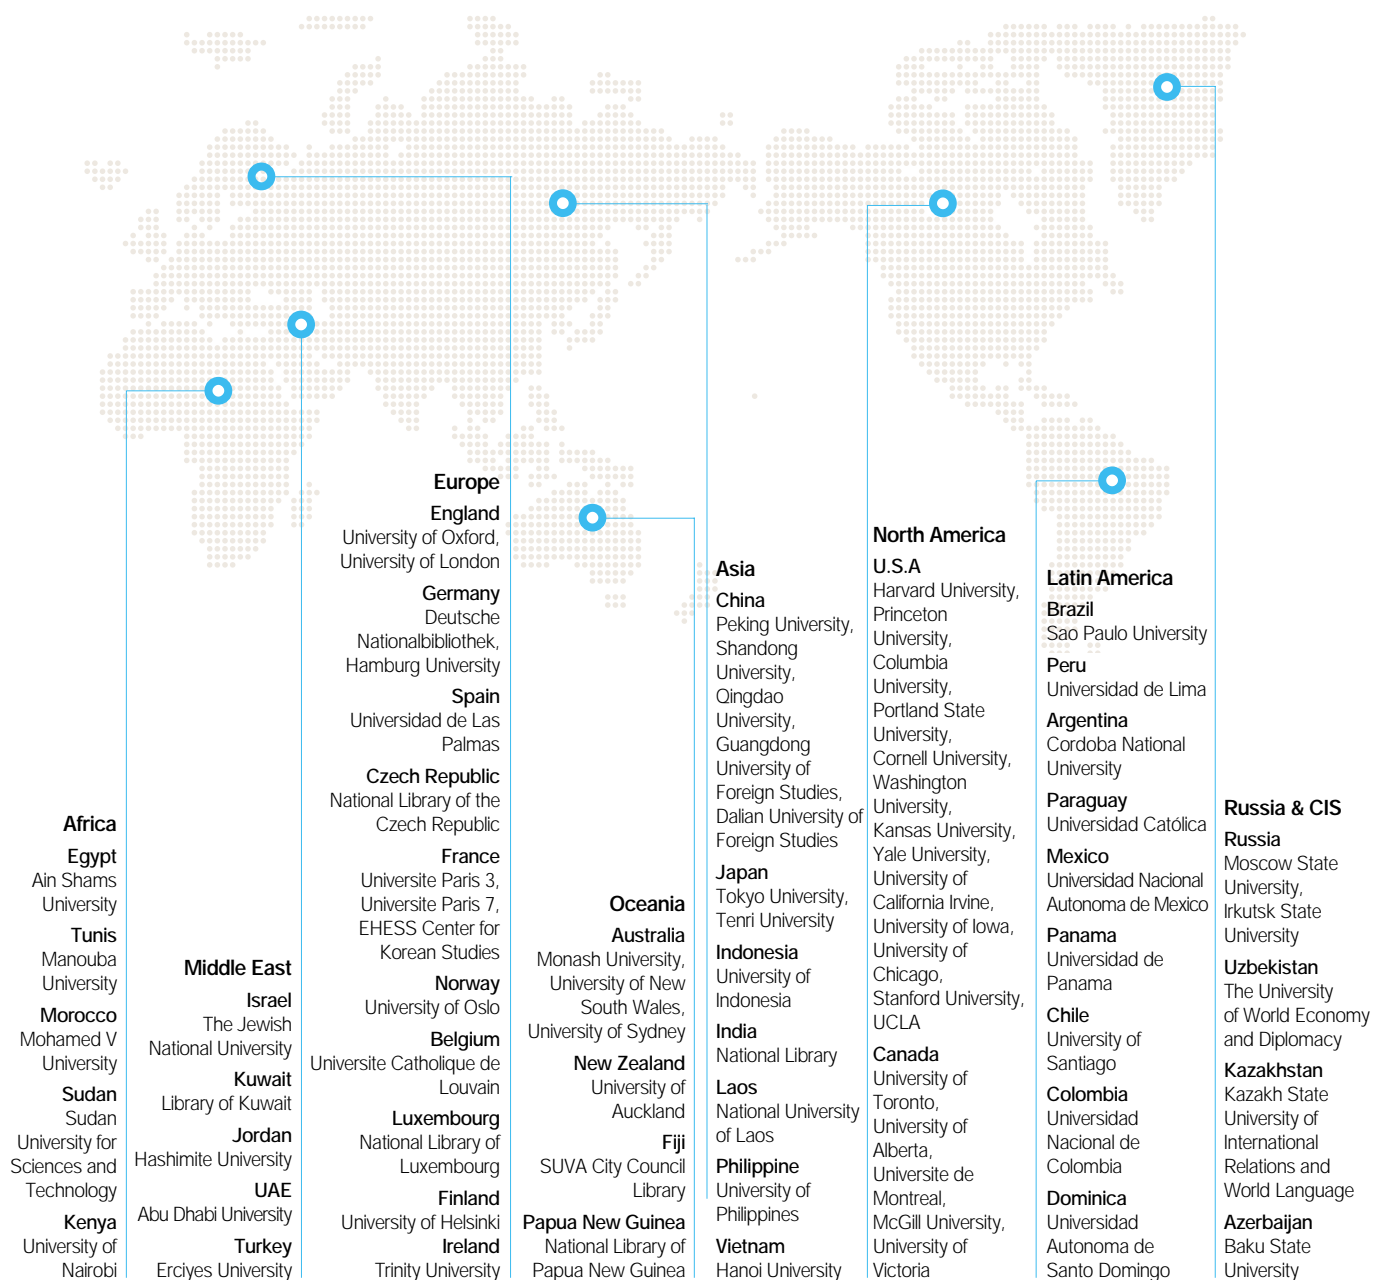 Africa
Egypt
Ain Shams
University
Tunis
Manouba
University
Morocco
Mohamed V
University
Sudan
Sudan
University for
Sciences and
Technology
Kenya
University of
Nairobi
Middle East
Israel
The Jewish
National University
Kuwait
Library of Kuwait
Jordan
Hashimite University
UAE
Abu Dhabi University
Turkey
Erciyes University
Europe
England
University of Oxford,
University of London
Germany
Deutsche
Nationalbibliothek,
Hamburg University
Spain
Universidad de Las
Palmas
Czech Republic
National Library of the
Czech Republic
France
Universite Paris 3,
Universite Paris 7,
EHESS Center for
Korean Studies
Norway
University of Oslo
Belgium
Universite Catholique de
Louvain
Luxembourg
National Library of
Luxembourg
Finland
University of Helsinki
Ireland
Trinity University
Oceania
Australia
Monash University,
University of New
South Wales,
University of Sydney
New Zealand
University of
Auckland
Fiji
SUVA City Council
Library
Papua New Guinea
National Library of
Papua New Guinea
Asia
China
Peking University,
Shandong
University,
Qingdao
University,
Guangdong
University of
Foreign Studies,
Dalian University of
Foreign Studies
Japan
Tokyo University,
Tenri University
Indonesia
University of
Indonesia
India
National Library
Laos
National University
of Laos
Philippine
University of
Philippines
Vietnam
Hanoi University
North America
U.S.A
Harvard University,
Princeton
University,
Columbia
University,
Portland State
University,
Cornell University,
Washington
University,
Kansas University,
Yale University,
University of
California Irvine,
University of Iowa,
University of
Chicago,
Stanford University,
UCLA
Canada
University of
Toronto,
University of
Alberta,
Universite de
Montreal,
McGill University,
University of
Victoria
Latin America
Brazil
Sao Paulo University
Peru
Universidad de Lima
Argentina
Cordoba National
University
Paraguay
Universidad Católica
Mexico
Universidad Nacional
Autonoma de Mexico
Panama
Universidad de
Panama
Chile
University of
Santiago
Colombia
Universidad
Nacional de
Colombia
Dominica
Universidad
Autonoma de
Santo Domingo
Russia & CIS
Russia
Moscow State
University,
Irkutsk State
University
Uzbekistan
The University
of World Economy
and Diplomacy
Kazakhstan
Kazakh State
University of
International
Relations and
World Language
Azerbaijan
Baku State
University